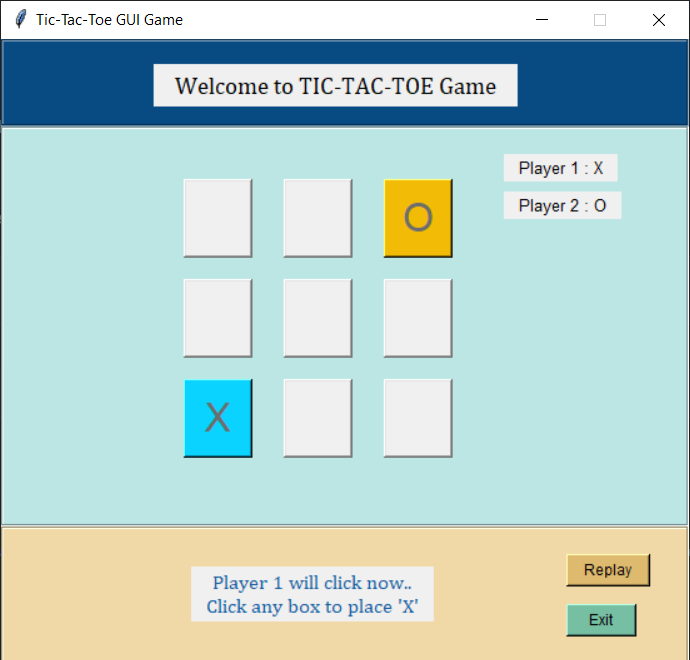 Tic-Tac-Toe GUI Game
Welcome to TIC-TAC-TOE Game
Player 1 : X
Player 2 : O
O
X
Player 1 will click now..
Click any box to place 'X'
Replay
Exit